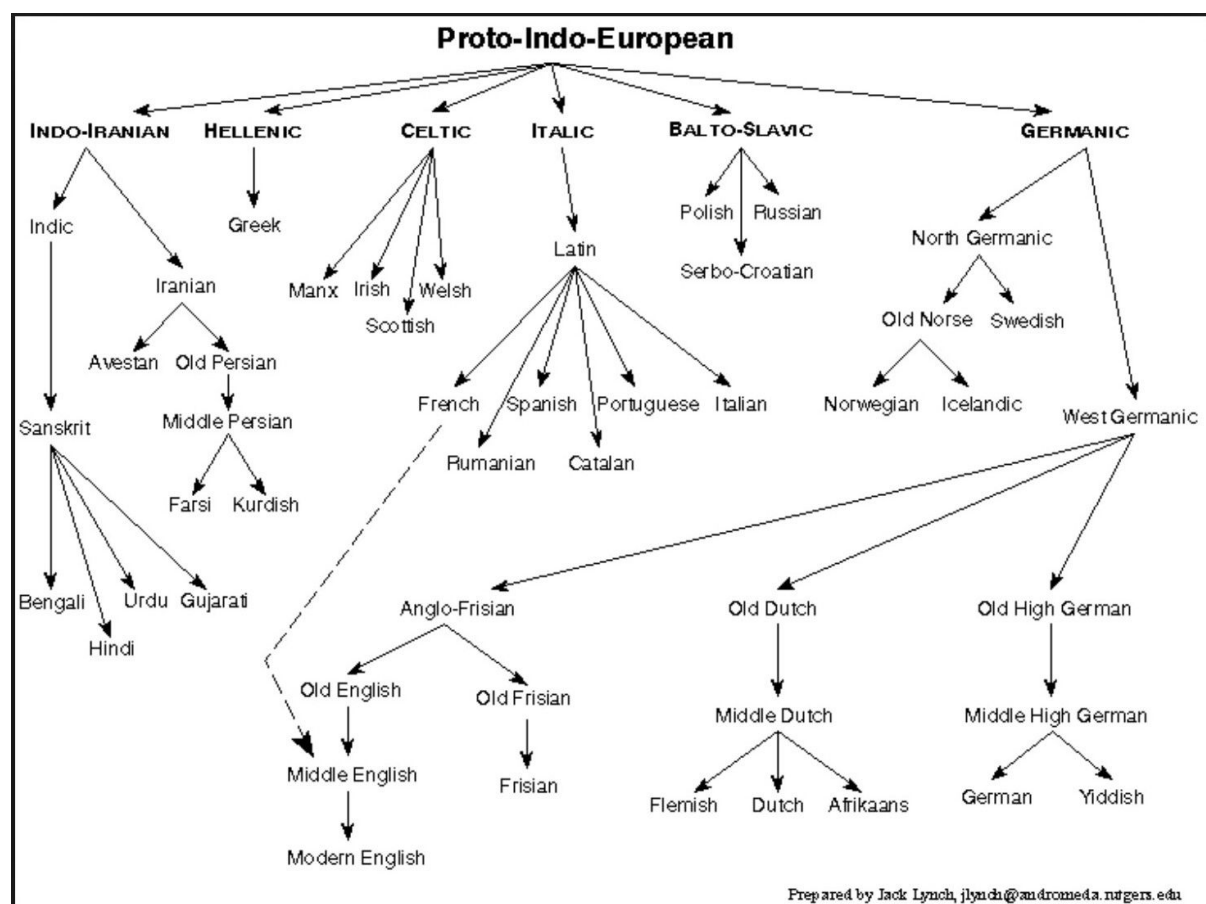 Proto-Indo-European
INDO-IRANIAN HELLENIC CELTIC ITALIC BALTO-SLAVIC GERMANIC
Indic Greek Polish Russian
North Germanic
Latin
Iranian Manx Irish Welsh Serbo-Croatian
Scottish Old Norse Swedish
Avestan Old Persian
French Spanish Portuguese Italian Norwegian Icelandic
Sanskrit Middle Persian West Germanic
Rumanian Catalan
Farsi Kurdish
Bengali Urdu Gujarati Anglo-Frisian Old Dutch Old High German
Hindi
Old English Old Frisian
Middle Dutch Middle High German
Middle English Frisian
Flemish Dutch Afrikaans German Yiddish
Modern English
Prepared by Jack Lynch, jlynch@andromeda.rutgers.edu